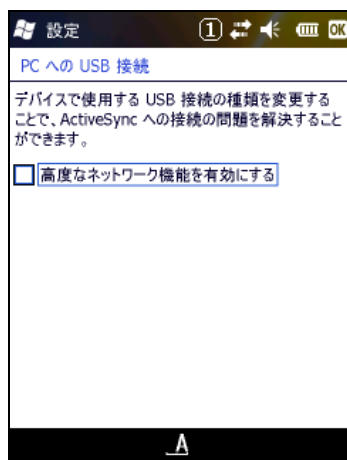 設定 1 OK
PC への USB 接続
デバイスで使用する USB 接続の種類を変更する
ことで、ActiveSync への接続の問題を解決すること
ができます。
高度なネットワーク機能を有効にする
A